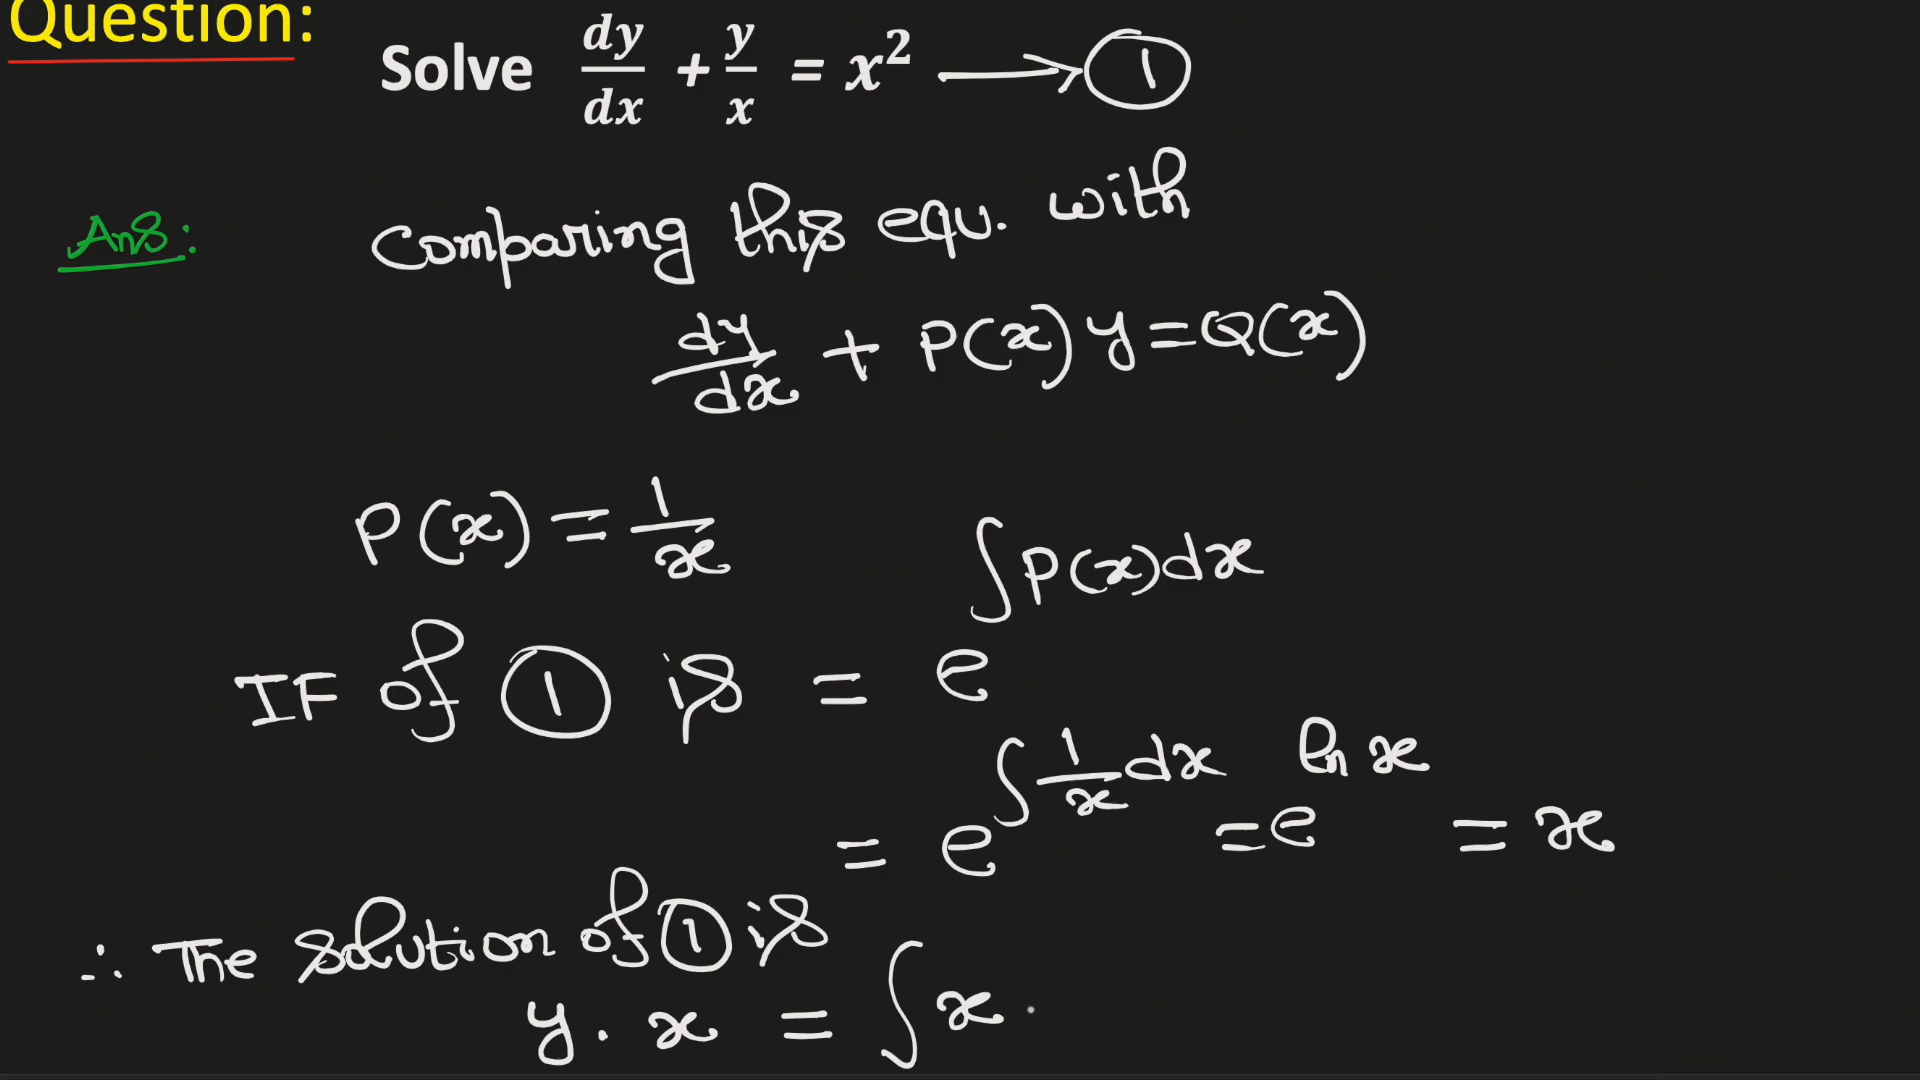 Question:
Solve dy/dx + y/x = x² → ①
Ans: Comparing this equ. with
dy/dx + P(x) y = Q(x)
P(x) = 1/x
IF of ① is = e^∫P(x)dx
= e^∫1/x dx = e^ln x = x
∴ The solution of ① is
y . x = ∫ x .